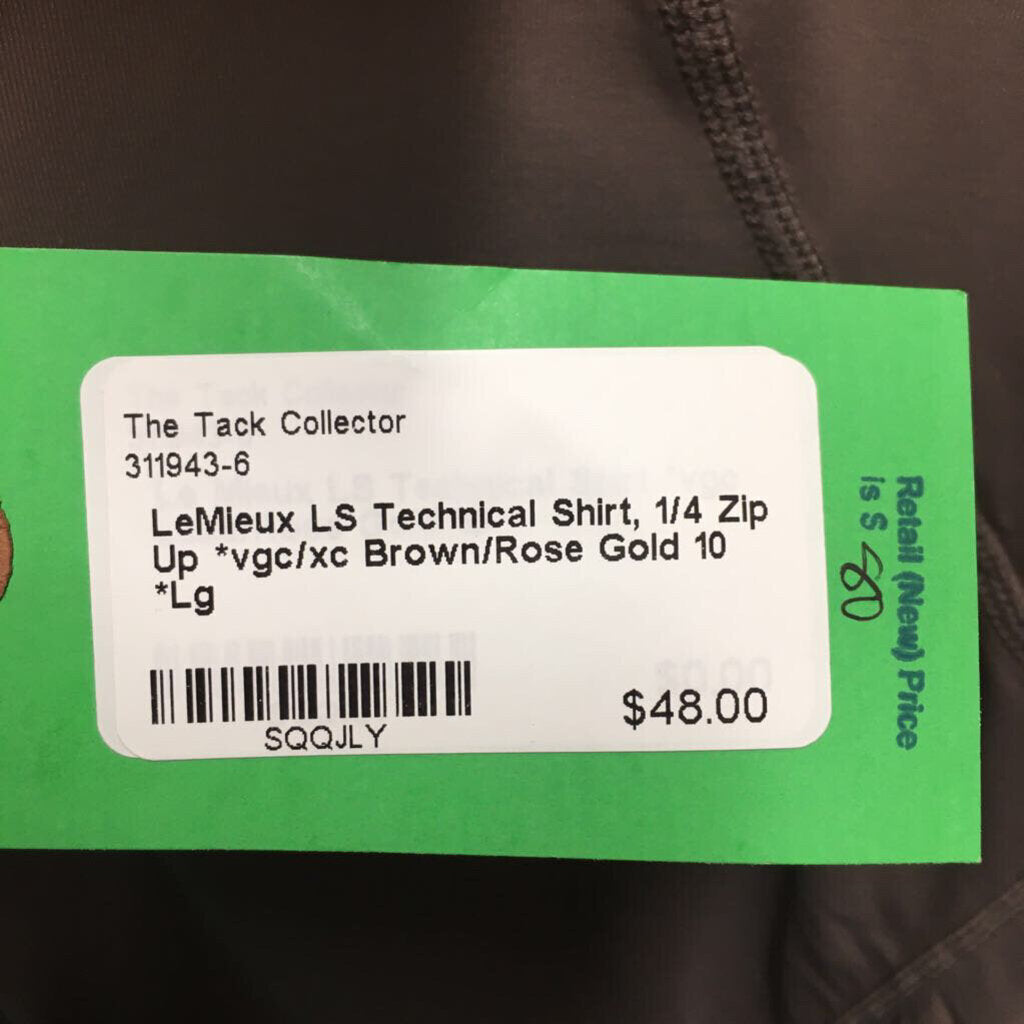 The Tack Collector
311943-6
LeMieux LS Technical Shirt, 1/4 Zip
Up *vgc/xc Brown/Rose Gold 10
*Lg
SQQJLY
$48.00
Retail (New) Price
is $